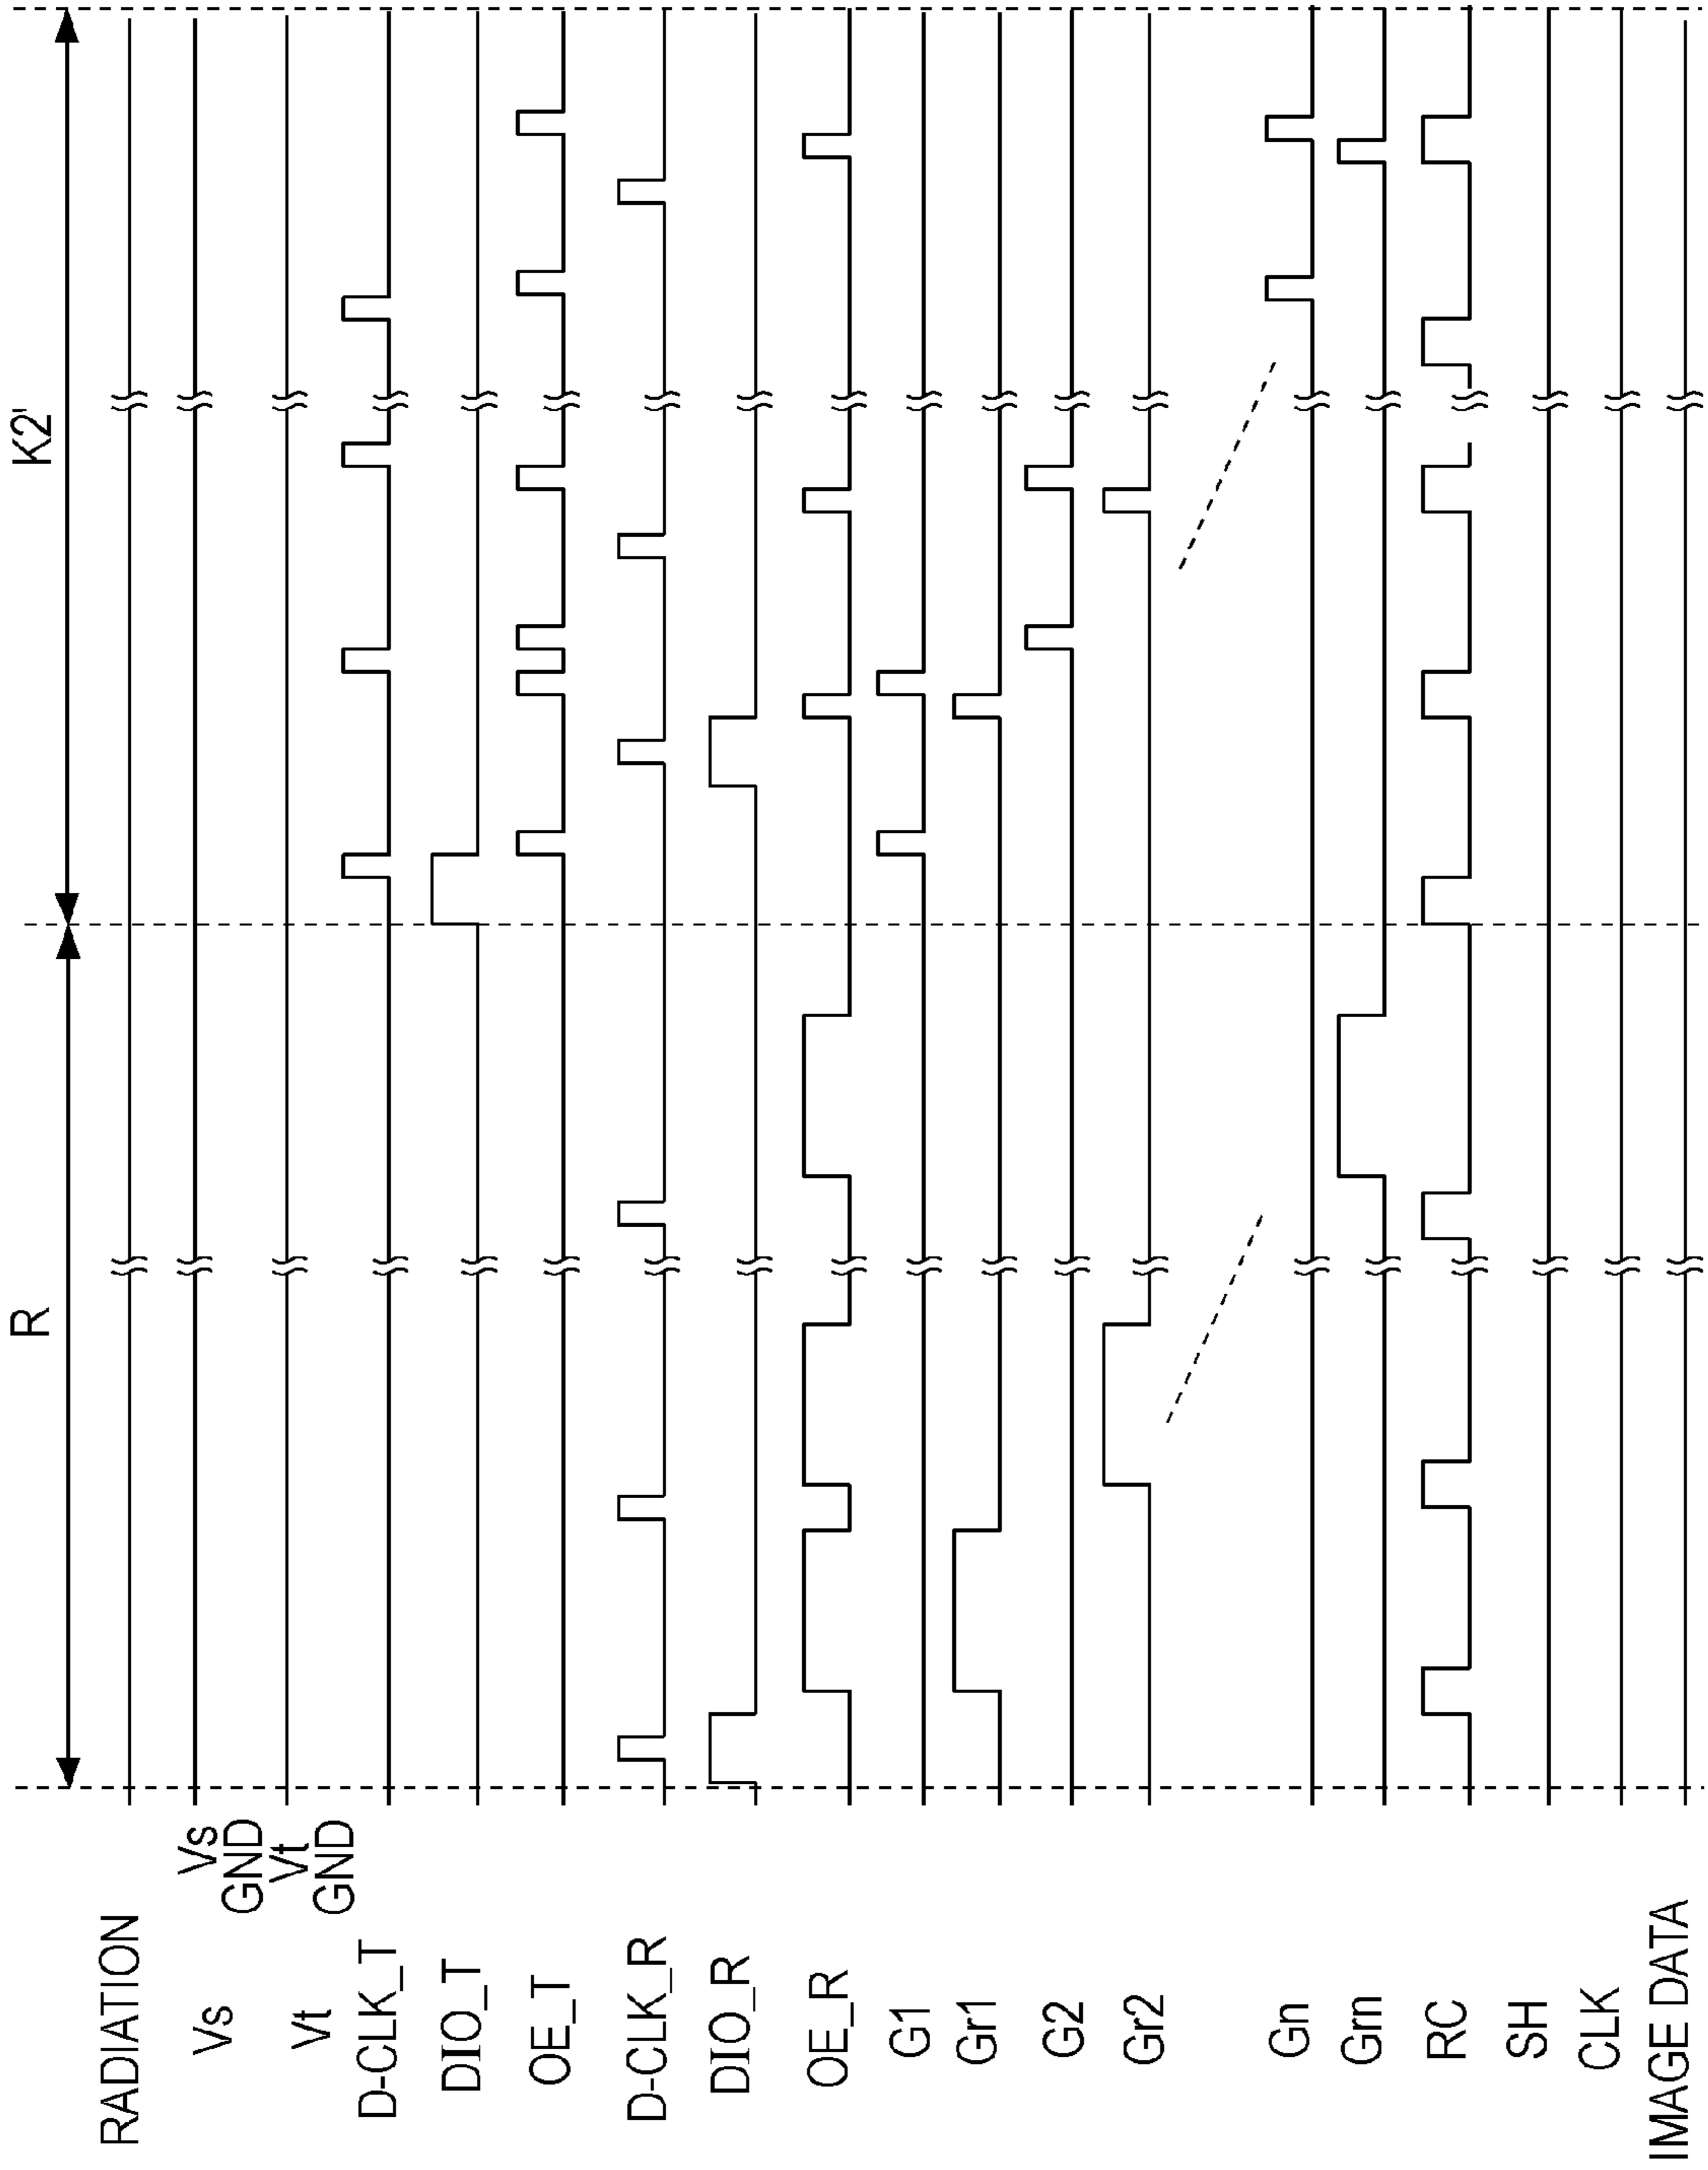 R
K2'
RADIATION
Vs
Vs
GND
Vt
Vt
GND
D-CLK_T
DIO_T
OE_T
D-CLK_R
DIO_R
OE_R
G1
Gr1
G2
Gr2
Gn
Grn
RC
SH
CLK
IMAGE DATA